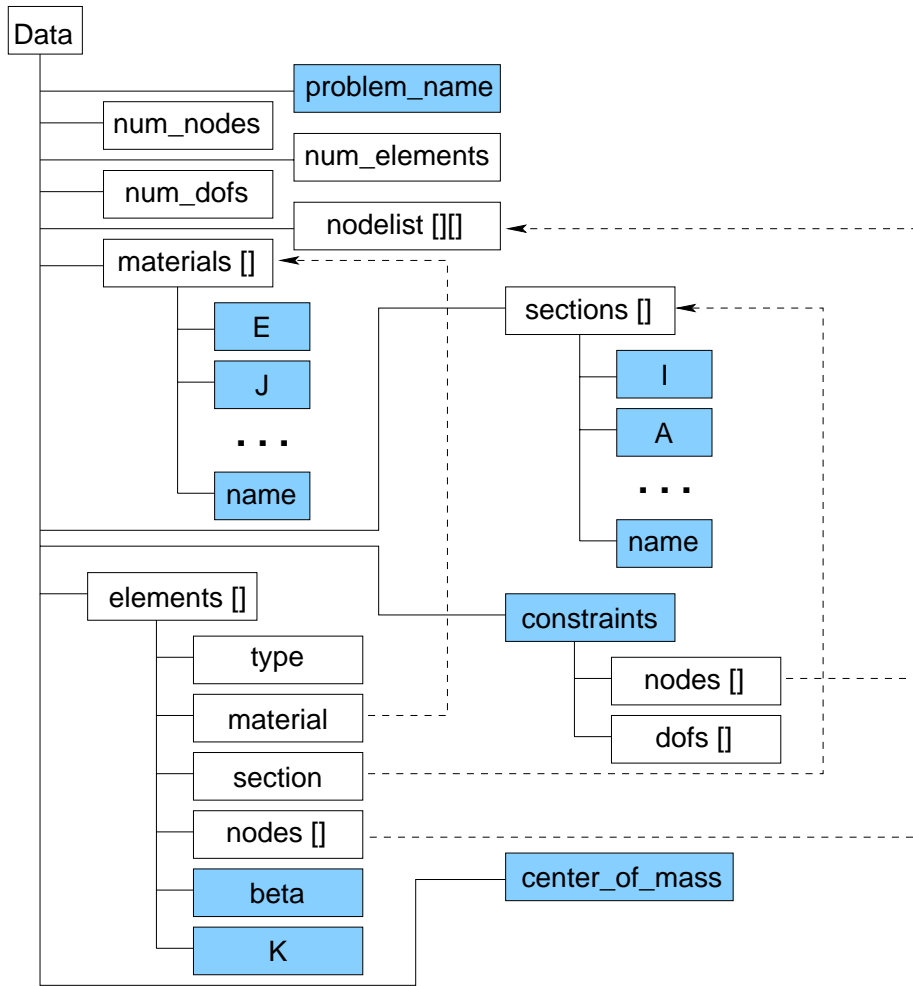 Data
problem_name
num_nodes
num_elements
num_dofs
nodelist [][]
materials []
E
J
. . .
name
sections []
I
A
. . .
name
elements []
type
material
section
nodes []
beta
K
constraints
nodes []
dofs []
center_of_mass